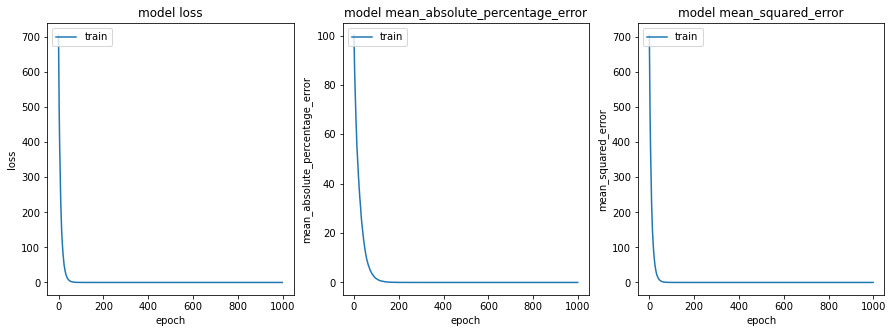 model loss
train
700
600
500
400
300
200
100
0
loss
0 200 400 600 800 1000
epoch
model mean_absolute_percentage_error
train
100
80
60
40
20
0
mean_absolute_percentage_error
0 200 400 600 800 1000
epoch
model mean_squared_error
train
700
600
500
400
300
200
100
0
mean_squared_error
0 200 400 600 800 1000
epoch